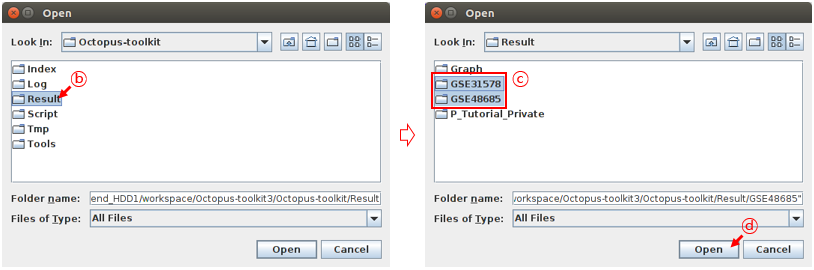 Open
Look In: Octopus-toolkit
Index
Log
Result
ⓑ
Script
Tmp
Tools
Folder name: end_HDD1/workspace/Octopus-toolkit3/Octopus-toolkit/Result
Files of Type: All Files
Open Cancel
Open
Look In: Result
Graph
GSE31578
ⓒ
GSE48685
P_Tutorial_Private
Folder name: /orkspace/Octopus-toolkit3/Octopus-toolkit/Result/GSE48685"
Files of Type: All Files
ⓓ
Open Cancel